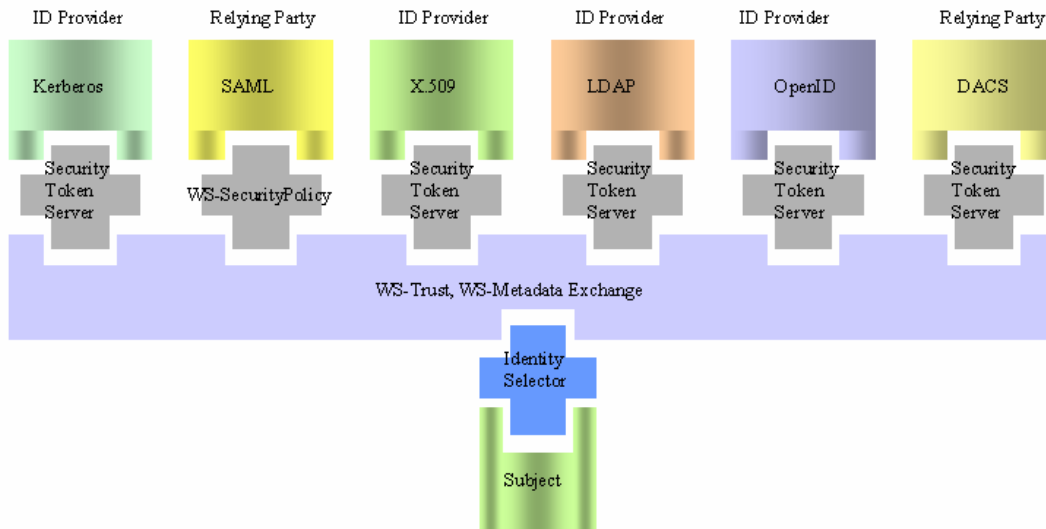 ID Provider
Relying Party
ID Provider
ID Provider
ID Provider
Relying Party
Kerberos
SAML
X.509
LDAP
OpenID
DACS
Security
Token
Server
WS-SecurityPolicy
Security
Token
Server
Security
Token
Server
Security
Token
Server
Security
Token
Server
WS-Trust, WS-Metadata Exchange
Identity
Selector
Subject